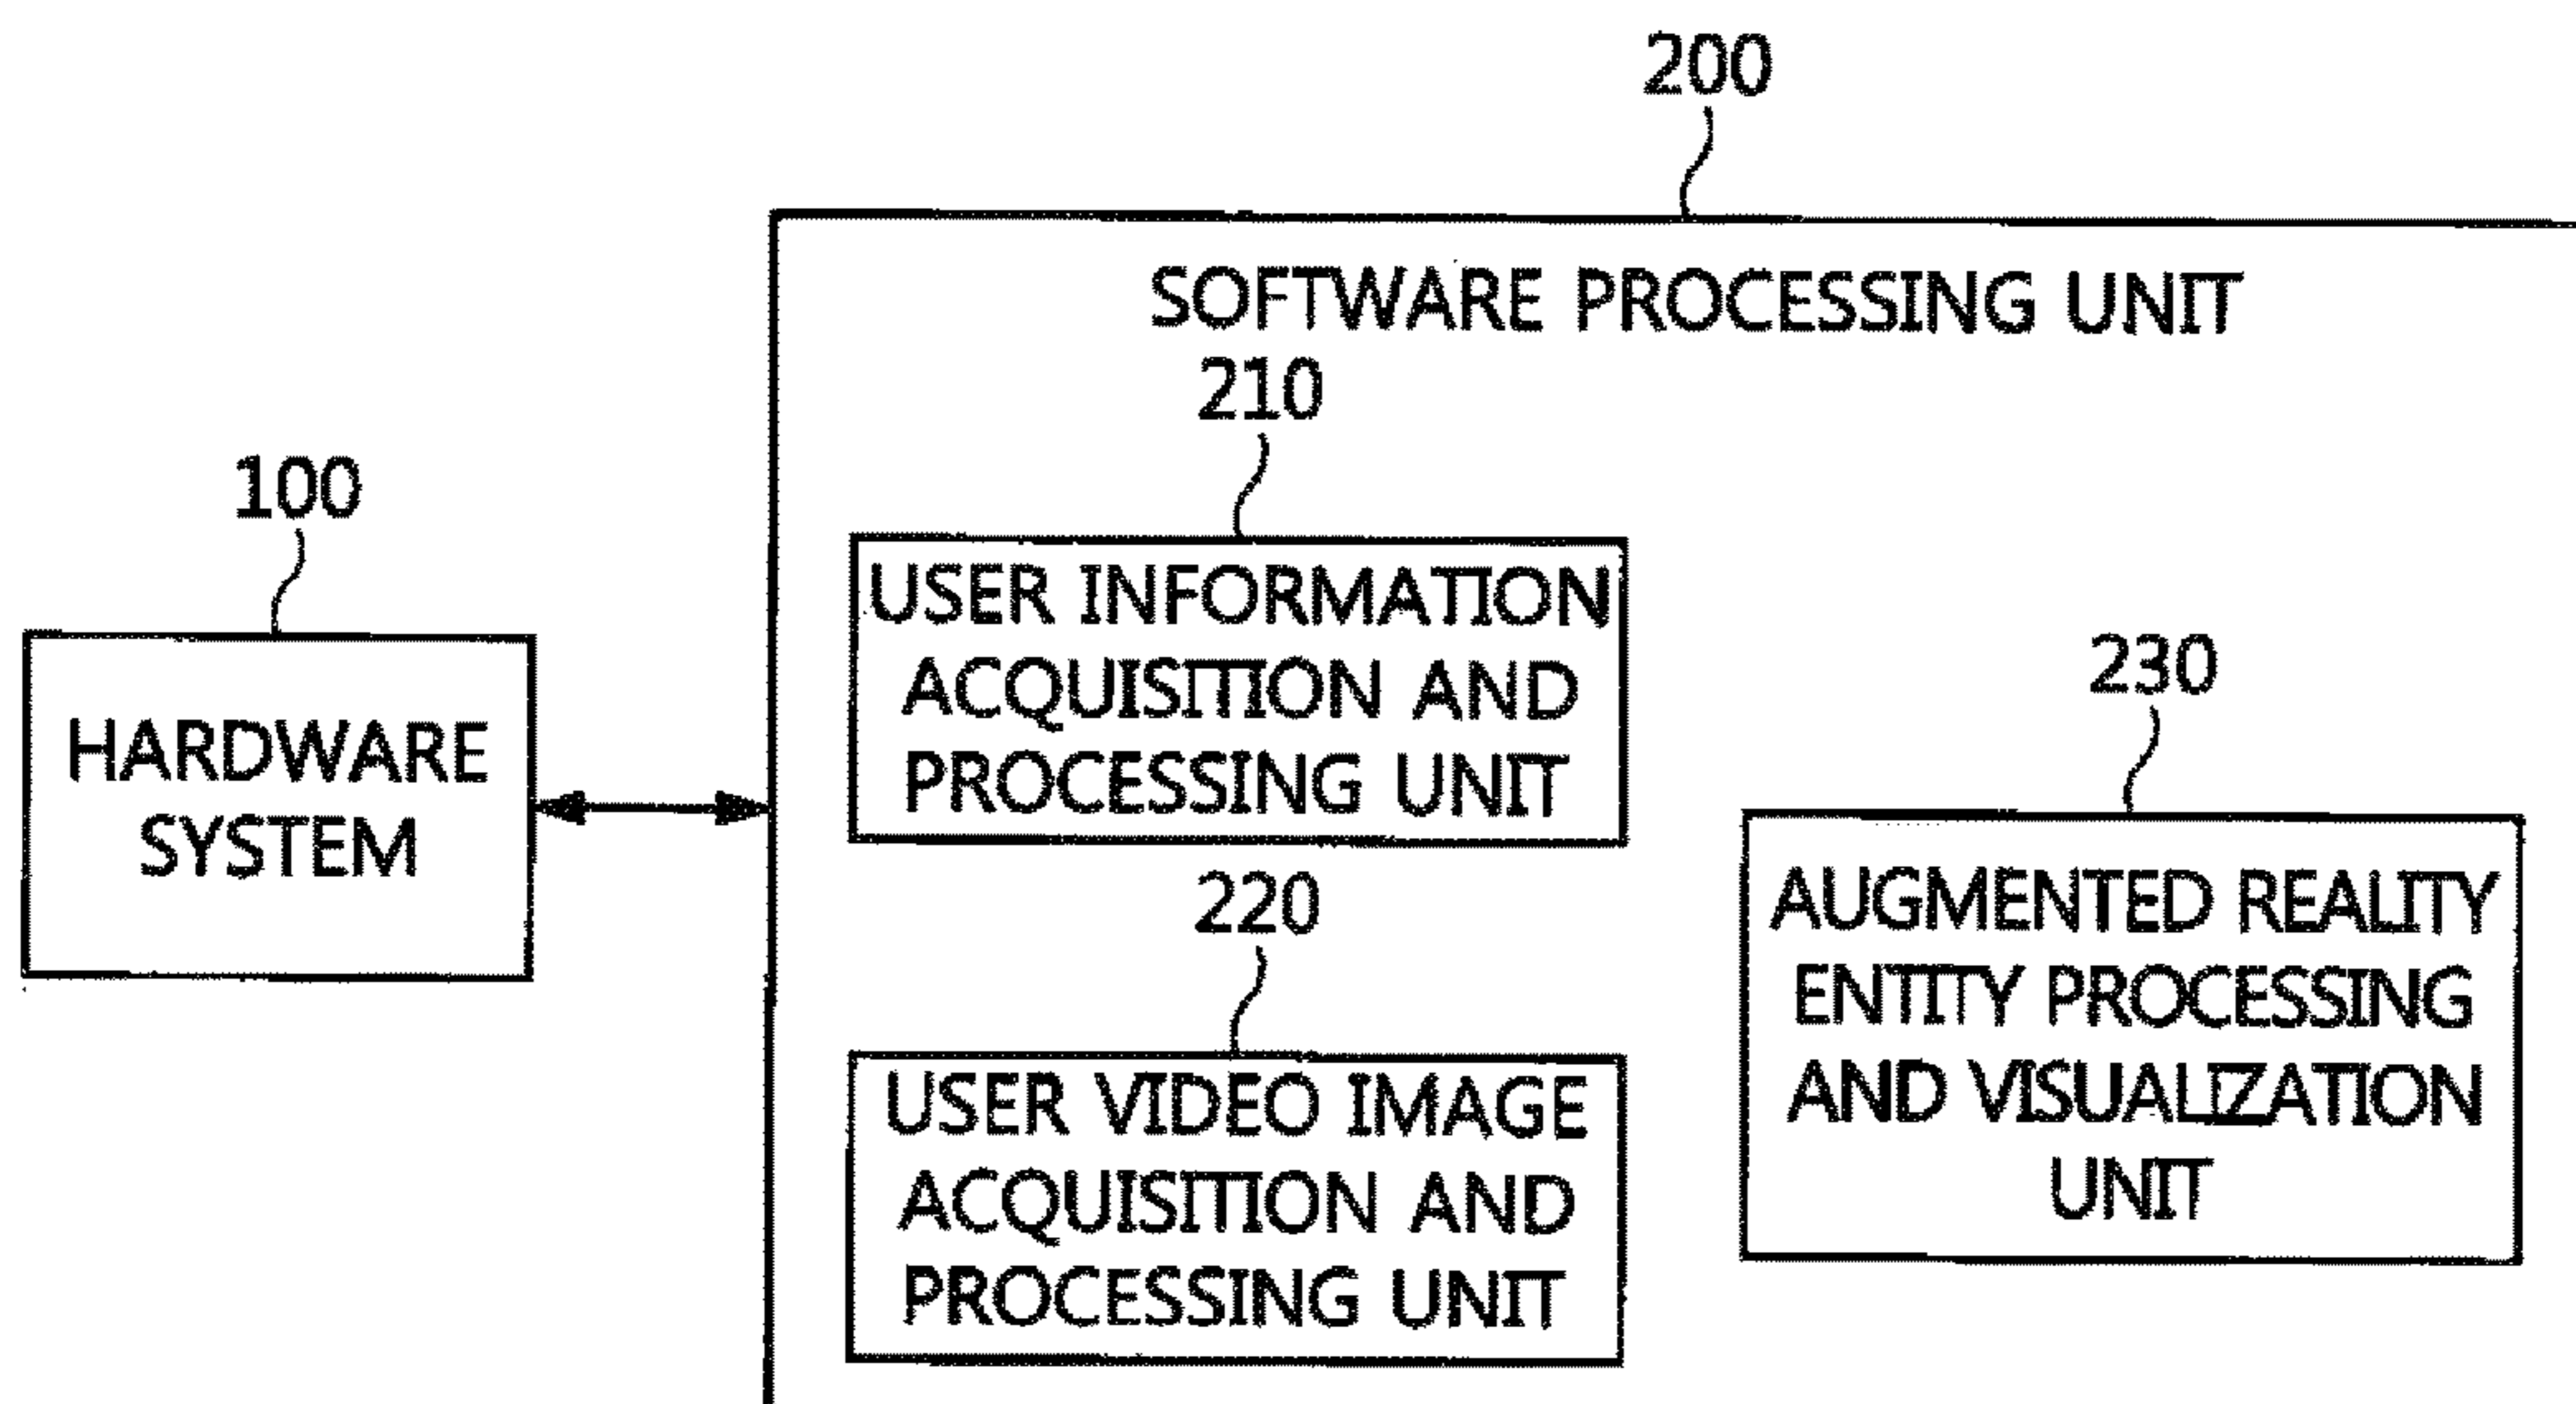 200
SOFTWARE PROCESSING UNIT
210
USER INFORMATION
ACQUISITION AND
PROCESSING UNIT
100
HARDWARE
SYSTEM
220
USER VIDEO IMAGE
ACQUISITION AND
PROCESSING UNIT
230
AUGMENTED REALITY
ENTITY PROCESSING
AND VISUALIZATION
UNIT